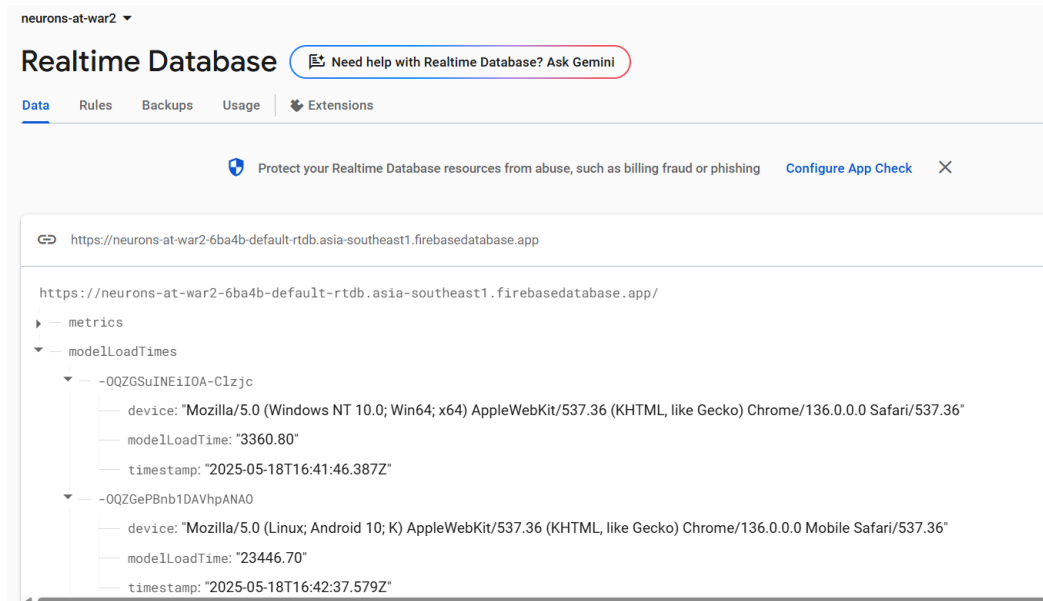 neurons-at-war2
Realtime Database
Need help with Realtime Database? Ask Gemini
Data Rules Backups Usage Extensions
Protect your Realtime Database resources from abuse, such as billing fraud or phishing Configure App Check
https://neurons-at-war2-6ba4b-default-rtdb.asia-southeast1.firebasedatabase.app
https://neurons-at-war2-6ba4b-default-rtdb.asia-southeast1.firebasedatabase.app/
metrics
modelLoadTimes
-OQZGSuINEiIOA-Clzjc
device: "Mozilla/5.0 (Windows NT 10.0; Win64; x64) AppleWebKit/537.36 (KHTML, like Gecko) Chrome/136.0.0.0 Safari/537.36"
modelLoadTime: "3360.80"
timestamp: "2025-05-18T16:41:46.387Z"
-OQZGePBnb1DAVhpANAO
device: "Mozilla/5.0 (Linux; Android 10; K) AppleWebKit/537.36 (KHTML, like Gecko) Chrome/136.0.0.0 Mobile Safari/537.36"
modelLoadTime: "23446.70"
timestamp: "2025-05-18T16:42:37.579Z"